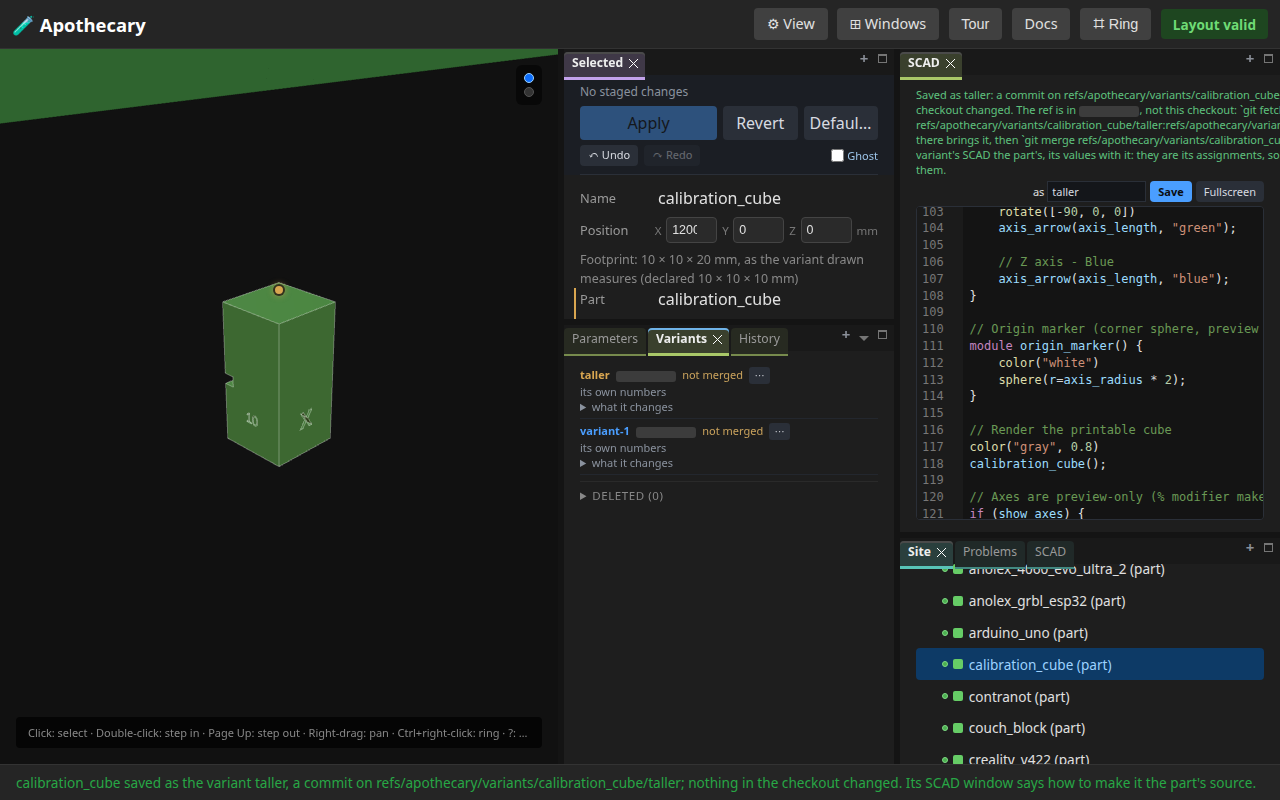 🧪 Apothecary
⚙ View
⊞ Windows
Tour
Docs
⌗ Ring
Layout valid
Selected
No staged changes
Apply
Revert
Defaul...
↶ Undo
↷ Redo
Ghost
Name calibration_cube
Position X 1200 Y 0 Z 0 mm
Footprint: 10 × 10 × 20 mm, as the variant drawn
measures (declared 10 × 10 × 10 mm)
Part calibration_cube
Parameters
Variants
History
taller not merged ...
its own numbers
▶ what it changes
variant-1 not merged ...
its own numbers
▶ what it changes
▶ DELETED (0)
SCAD
Saved as taller: a commit on refs/apothecary/variants/calibration_cube
checkout changed. The ref is in , not this checkout: `git fetc
refs/apothecary/variants/calibration_cube/taller:refs/apothecary/varian
there brings it, then `git merge refs/apothecary/variants/calibration_cu
variant's SCAD the part's, its values with it: they are its assignments, so
them.
as taller Save Fullscreen
103 rotate([-90, 0, 0])
104 axis_arrow(axis_length, "green");
105
106 // Z axis - Blue
107 axis_arrow(axis_length, "blue");
108 }
109
110 // Origin marker (corner sphere, preview
111 module origin_marker() {
112 color("white")
113 sphere(r=axis_radius * 2);
114 }
115
116 // Render the printable cube
117 color("gray", 0.8)
118 calibration_cube();
119
120 // Axes are preview-only (% modifier make
121 if (show_axes) {
Site
Problems
SCAD
anolex_4060_evo_ultra_2 (part)
anolex_grbl_esp32 (part)
arduino_uno (part)
calibration_cube (part)
contranot (part)
couch_block (part)
creality_v422 (part)
10
X
Click: select · Double-click: step in · Page Up: step out · Right-drag: pan · Ctrl+right-click: ring · ?: ...
calibration_cube saved as the variant taller, a commit on refs/apothecary/variants/calibration_cube/taller; nothing in the checkout changed. Its SCAD window says how to make it the part's source.